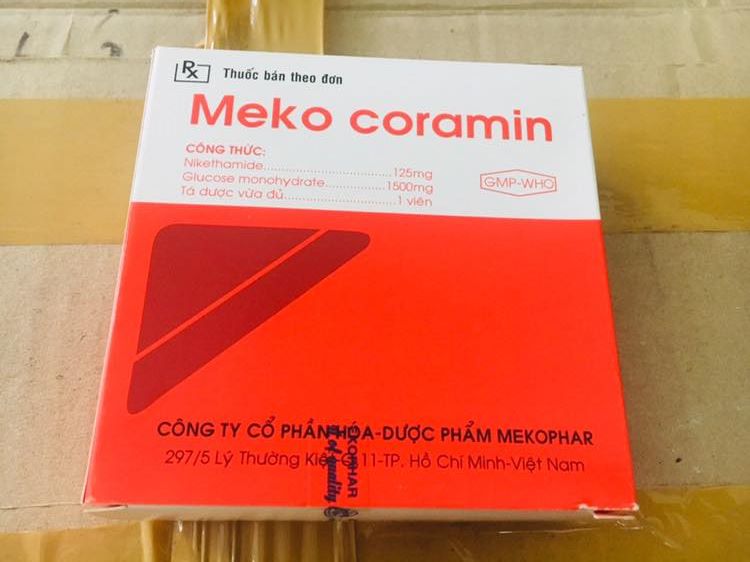 Rx Thuốc bán theo đơn
Meko coramin
CÔNG THỨC:
Nikethamide....................................125mg
Glucose monohydrate................1500mg
Tá dược vừa đủ...............................1 viên
GMP-WHO
CÔNG TY CỔ PHẦN HÓA-DƯỢC PHẨM MEKOPHAR
297/5 Lý Thường Kiệt-Q.11-TP. Hồ Chí Minh-Việt Nam